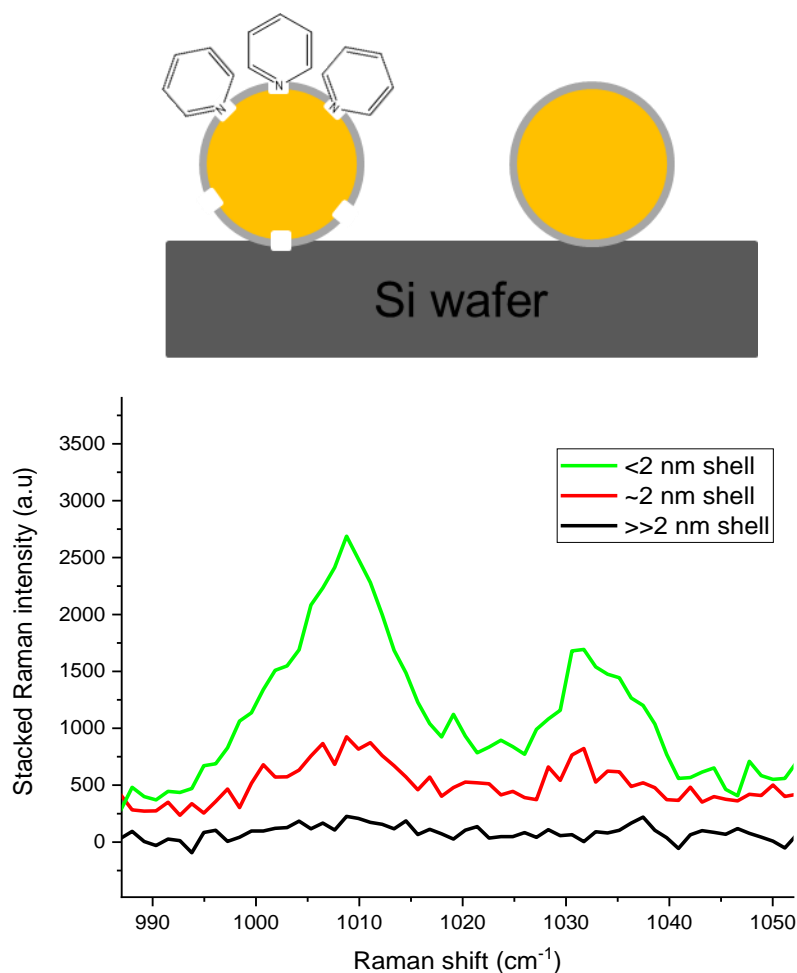 N
N
N
Si wafer
<2 nm shell
~2 nm shell
>>2 nm shell
3500
3000
2500
2000
1500
1000
500
0
Stacked Raman intensity (a.u)
990
1000
1010
1020
1030
1040
1050
Raman shift (cm⁻¹)